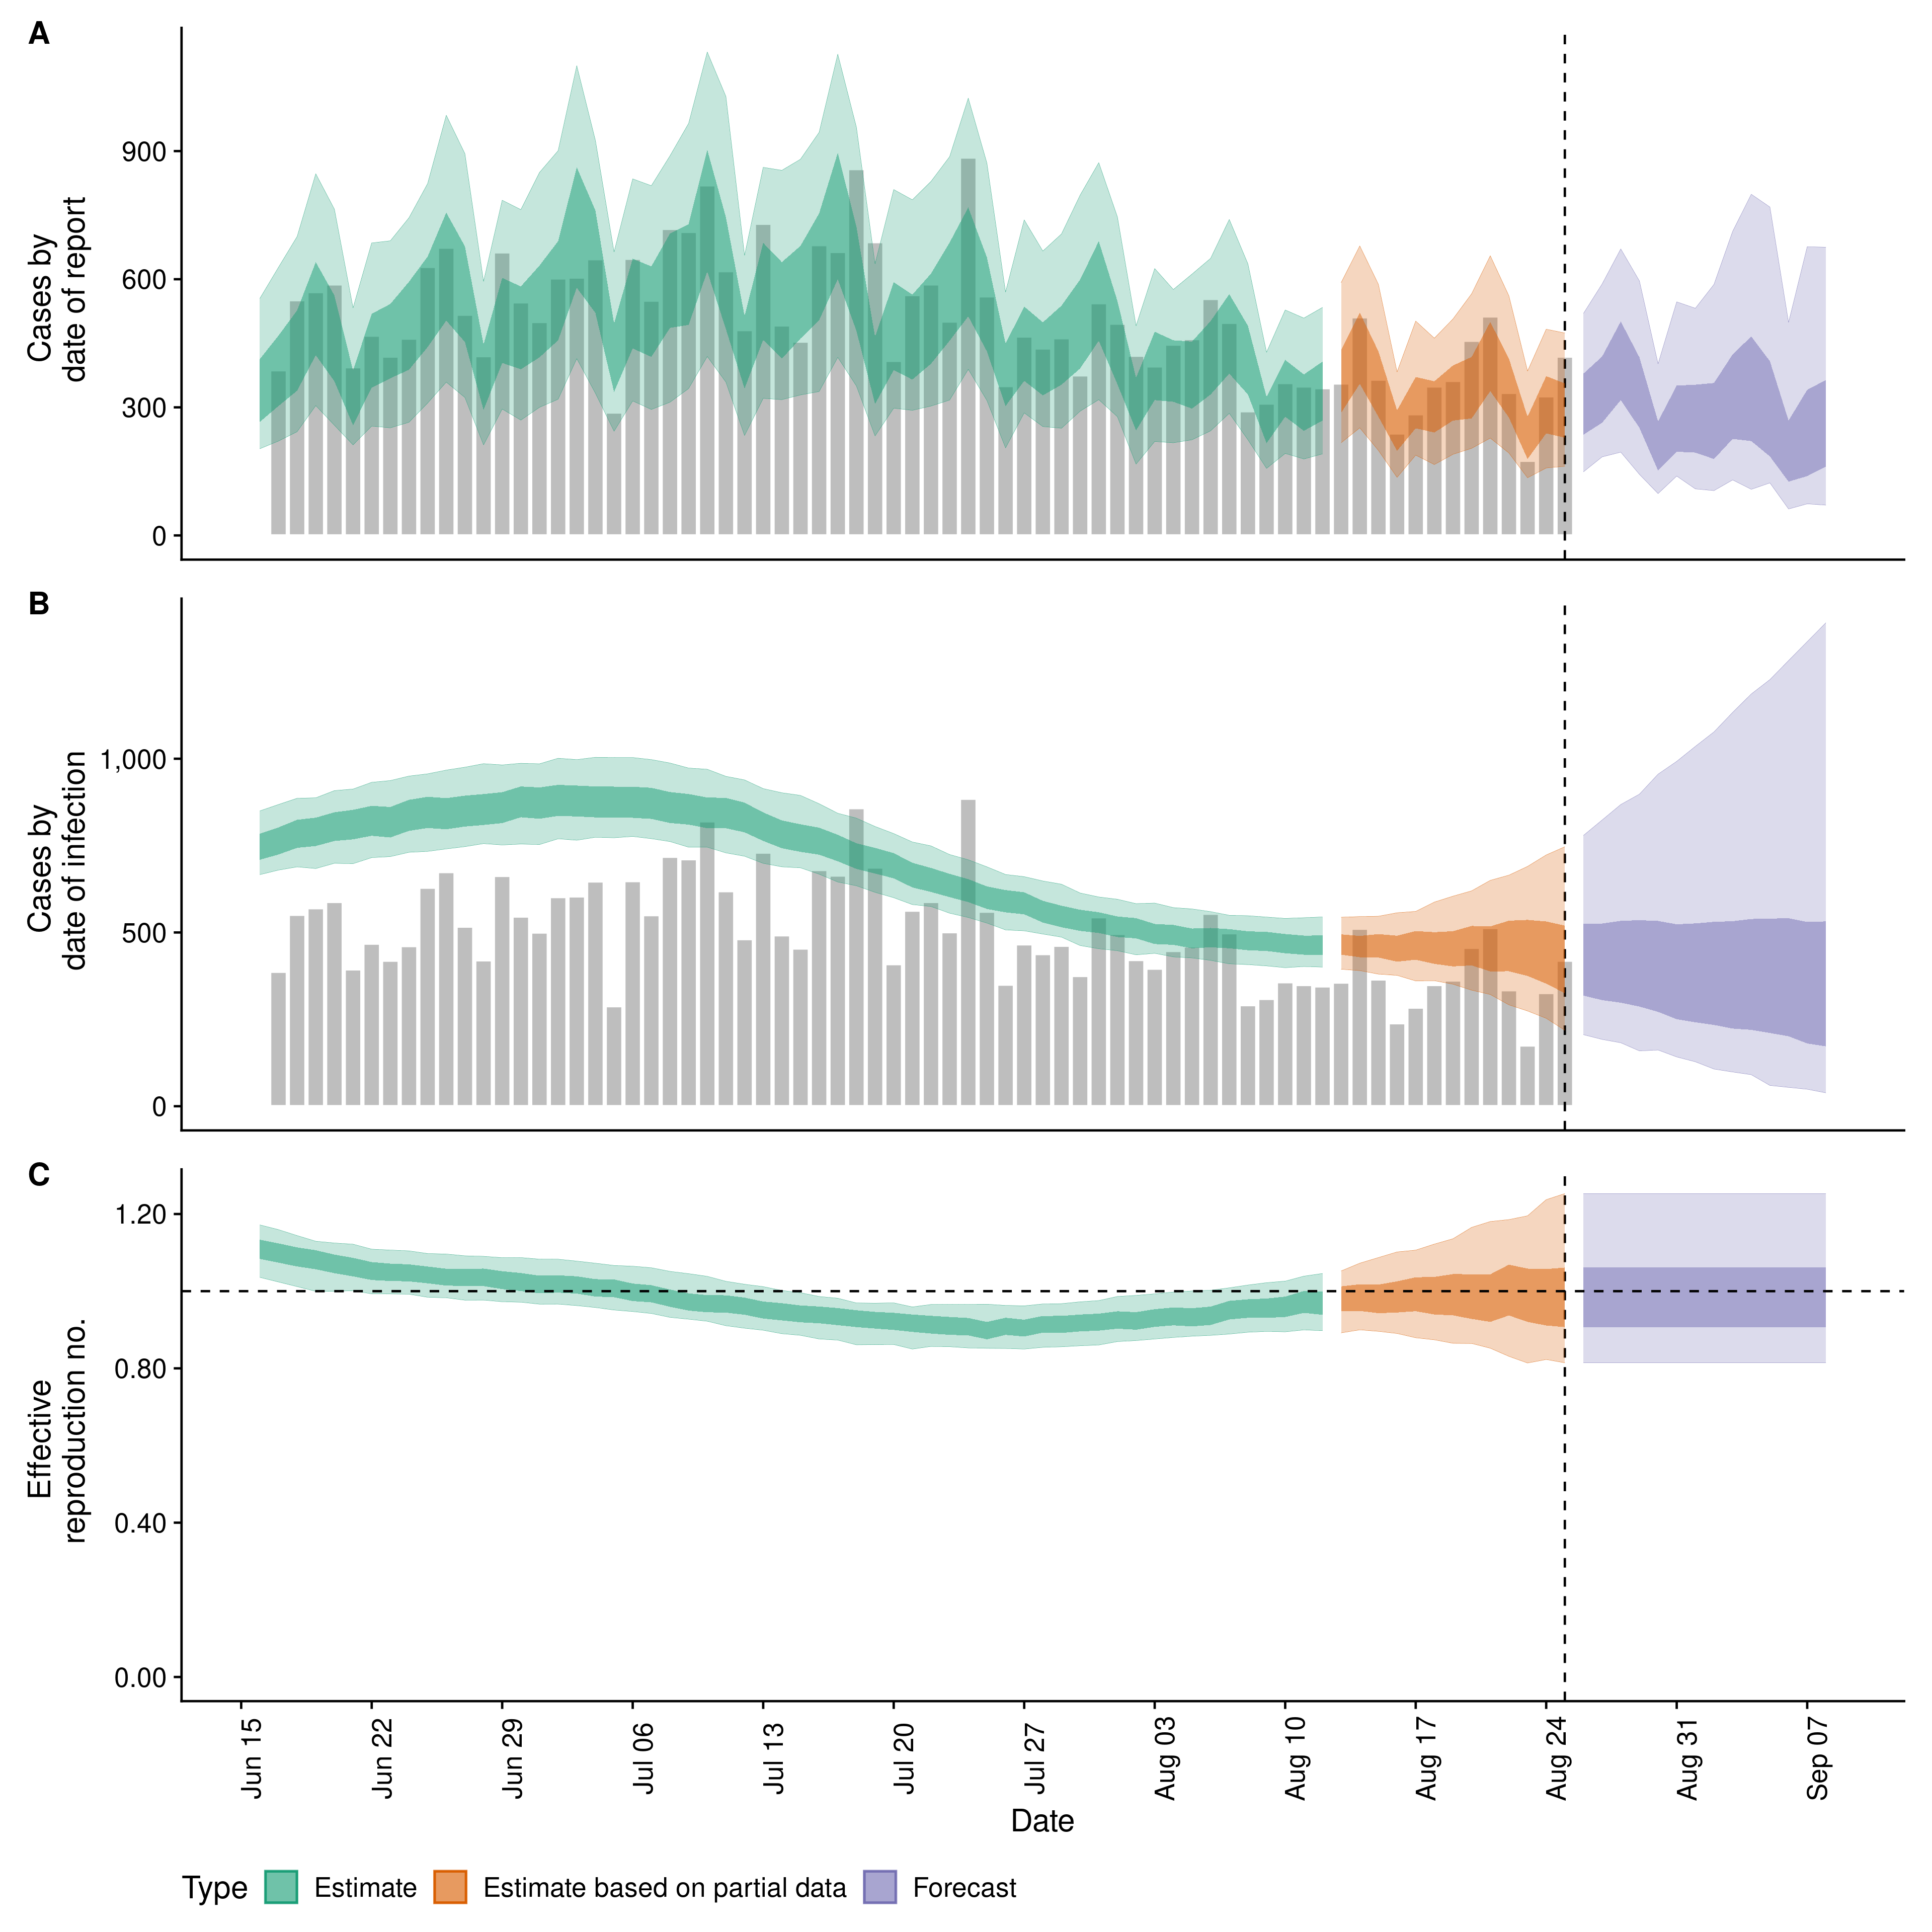 A
Cases by
date of report
900
600
300
0
B
Cases by
date of infection
1,000
500
0
C
Effective
reproduction no.
1.20
0.80
0.40
0.00
Jun 15
Jun 22
Jun 29
Jul 06
Jul 13
Jul 20
Jul 27
Aug 03
Aug 10
Aug 17
Aug 24
Aug 31
Sep 07
Date
Type Estimate Estimate based on partial data Forecast